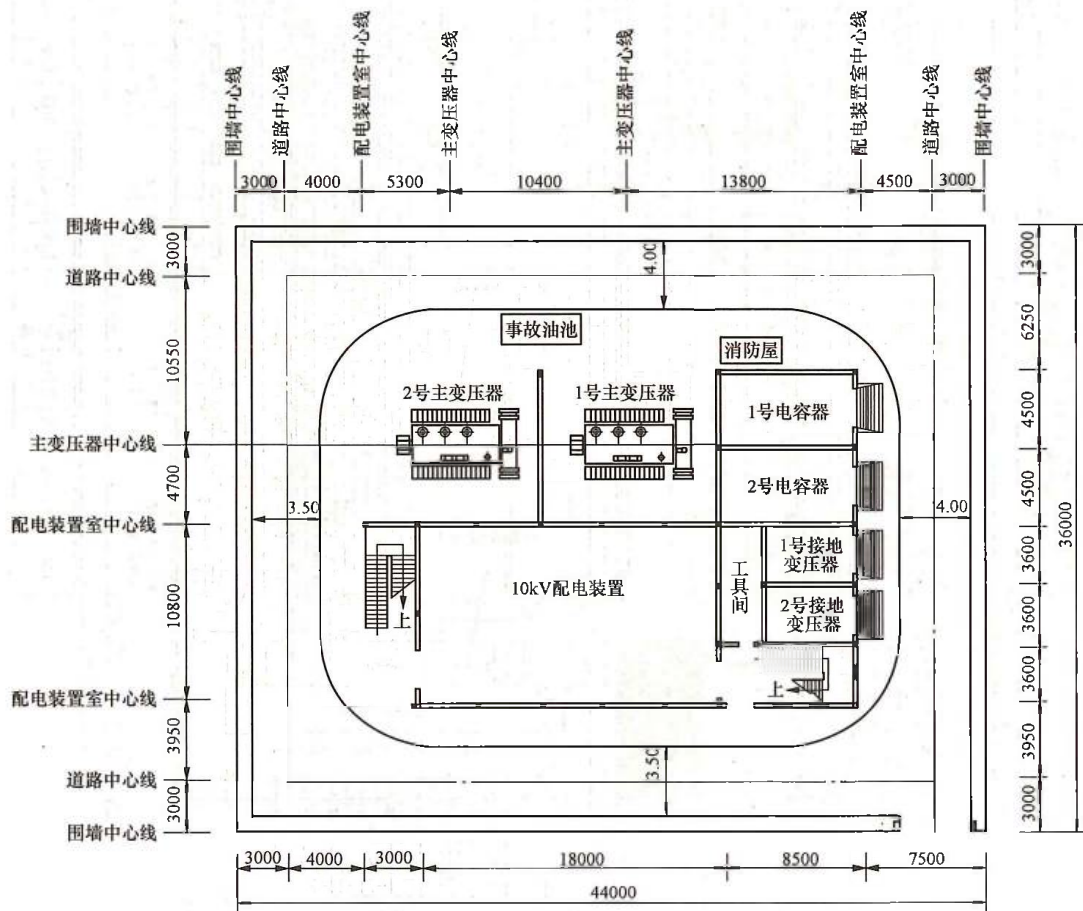 围墙中心线
道路中心线
配电装置室中心线
主变压器中心线
主变压器中心线
配电装置室中心线
道路中心线
围墙中心线
3000
4000
5300
10400
13800
4500
3000
围墙中心线
道路中心线
主变压器中心线
配电装置室中心线
配电装置室中心线
道路中心线
围墙中心线
3000
10550
4700
10800
3950
3000
4.00
事故油池
消防屋
2号主变压器
1号主变压器
1号电容器
2号电容器
3.50
4.00
1号接地
变压器
工具间
10kV配电装置
2号接地
变压器
上
上
3.50
3000
6250
4500
4500
3600
3600
3600
3950
3000
36000
3000
4000
3000
18000
8500
7500
44000